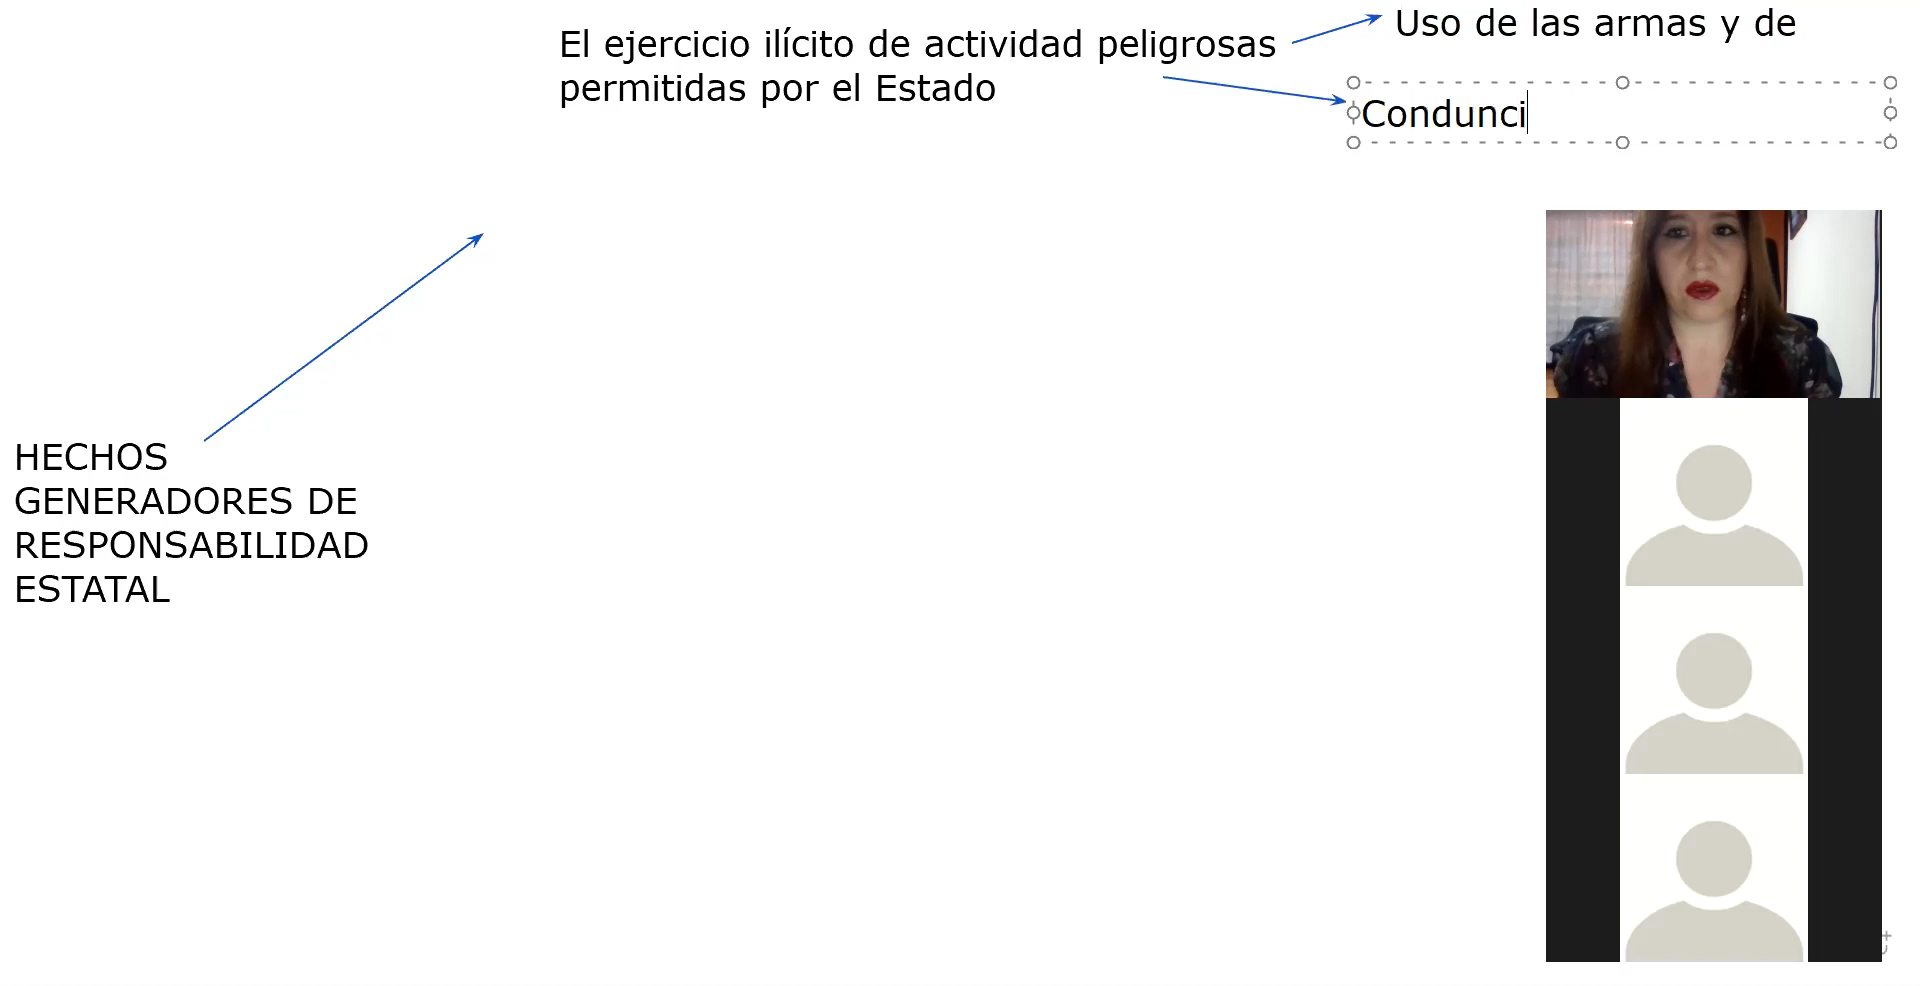 Uso de las armas y de
El ejercicio ilícito de actividad peligrosas
permitidas por el Estado
Condunci
HECHOS
GENERADORES DE
RESPONSABILIDAD
ESTATAL